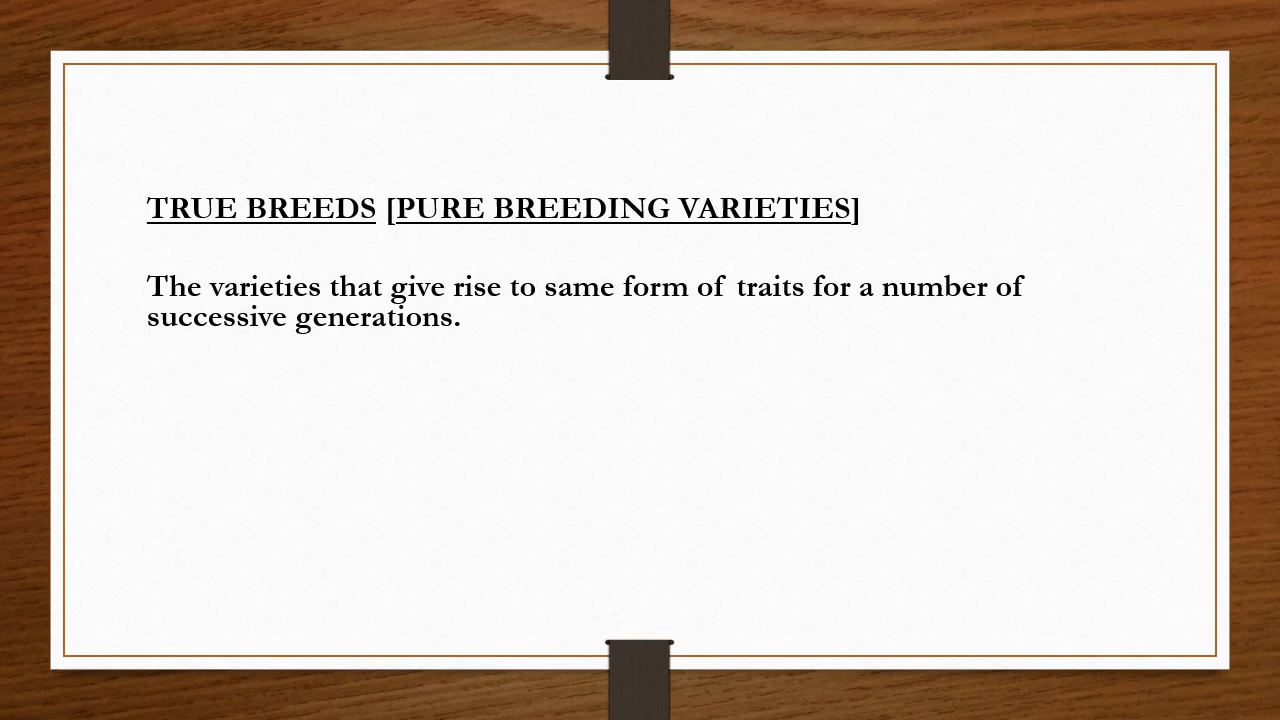 TRUE BREEDS [PURE BREEDING VARIETIES]
The varieties that give rise to same form of traits for a number of
successive generations.